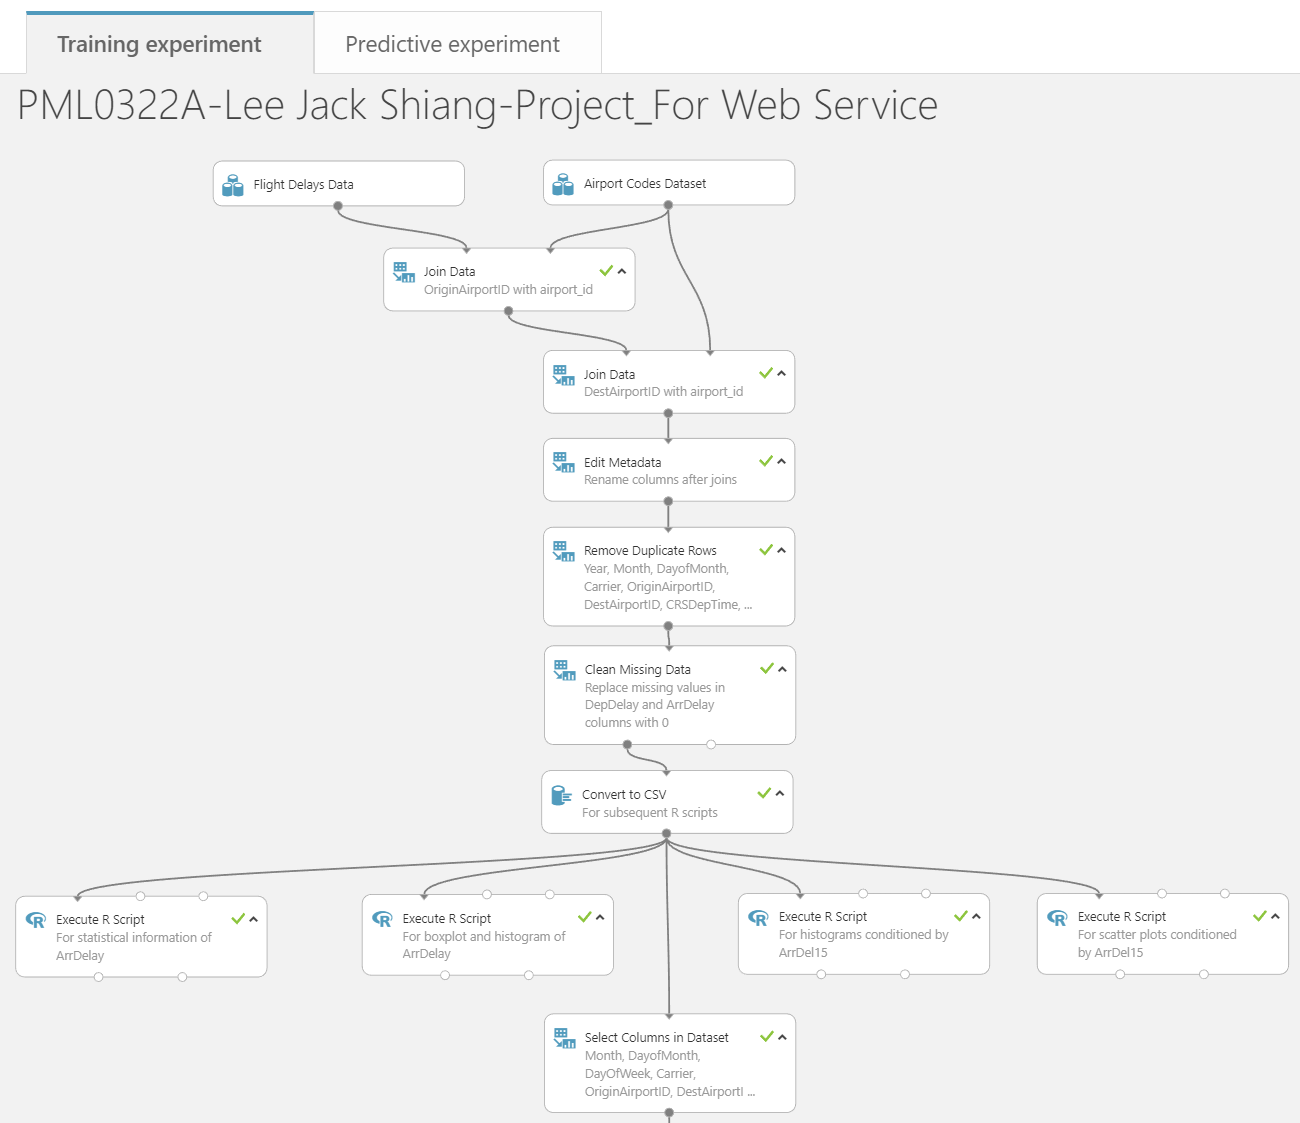 Training experiment
Predictive experiment
PML0322A-Lee Jack Shiang-Project_For Web Service
Flight Delays Data
Airport Codes Dataset
Join Data
OriginAirportID with airport_id
Join Data
DestAirportID with airport_id
Edit Metadata
Rename columns after joins
Remove Duplicate Rows
Year, Month, DayofMonth,
Carrier, OriginAirportID,
DestAirportID, CRSDepTime, ...
Clean Missing Data
Replace missing values in
DepDelay and ArrDelay
columns with 0
Convert to CSV
For subsequent R scripts
Execute R Script
For statistical information of
ArrDelay
Execute R Script
For boxplot and histogram of
ArrDelay
Execute R Script
For histograms conditioned by
ArrDel15
Execute R Script
For scatter plots conditioned
by ArrDel15
Select Columns in Dataset
Month, DayofMonth,
DayOfWeek, Carrier,
OriginAirportID, DestAirportI ...